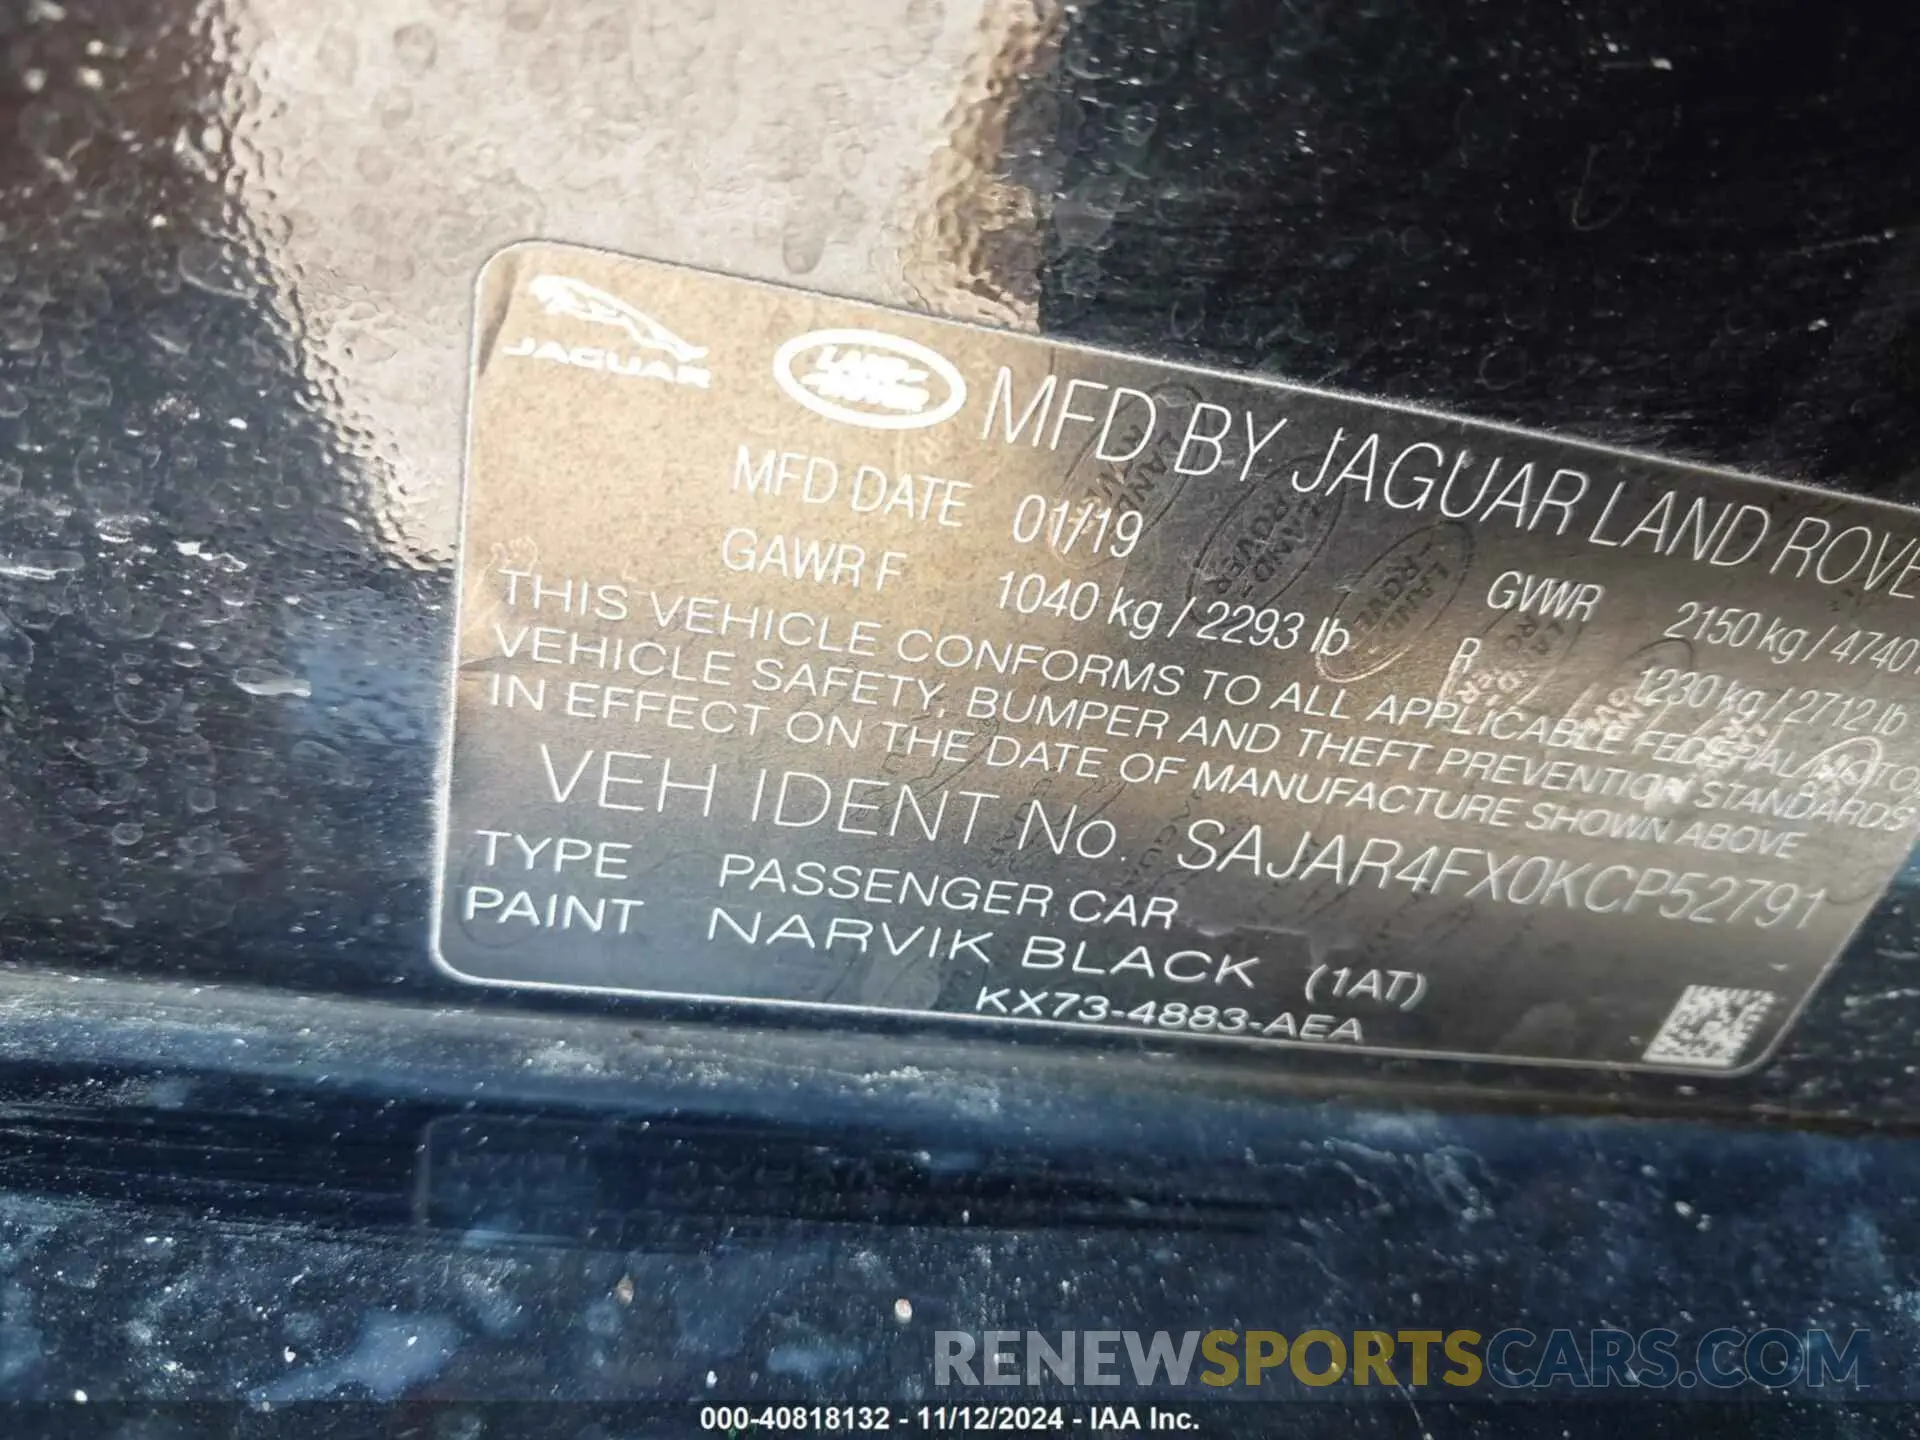 JAGUAR
LAND ROVER
MFD BY JAGUAR LAND ROVE
MFD DATE 01/19 GVWR 2150 kg / 4740
GAWR F 1040 kg / 2293 lb R 1230 kg / 2712 lb
THIS VEHICLE CONFORMS TO ALL APPLICABLE FEDERAL MOTO
VEHICLE SAFETY, BUMPER AND THEFT PREVENTION STANDARDS
IN EFFECT ON THE DATE OF MANUFACTURE SHOWN ABOVE
VEH IDENT No. SAJAR4FX0KCP52791
TYPE PASSENGER CAR
PAINT NARVIK BLACK (1AT)
KX73-4883-AEA
RENEWSPORTSCARS.COM
000-40818132 - 11/12/2024 - IAA Inc.